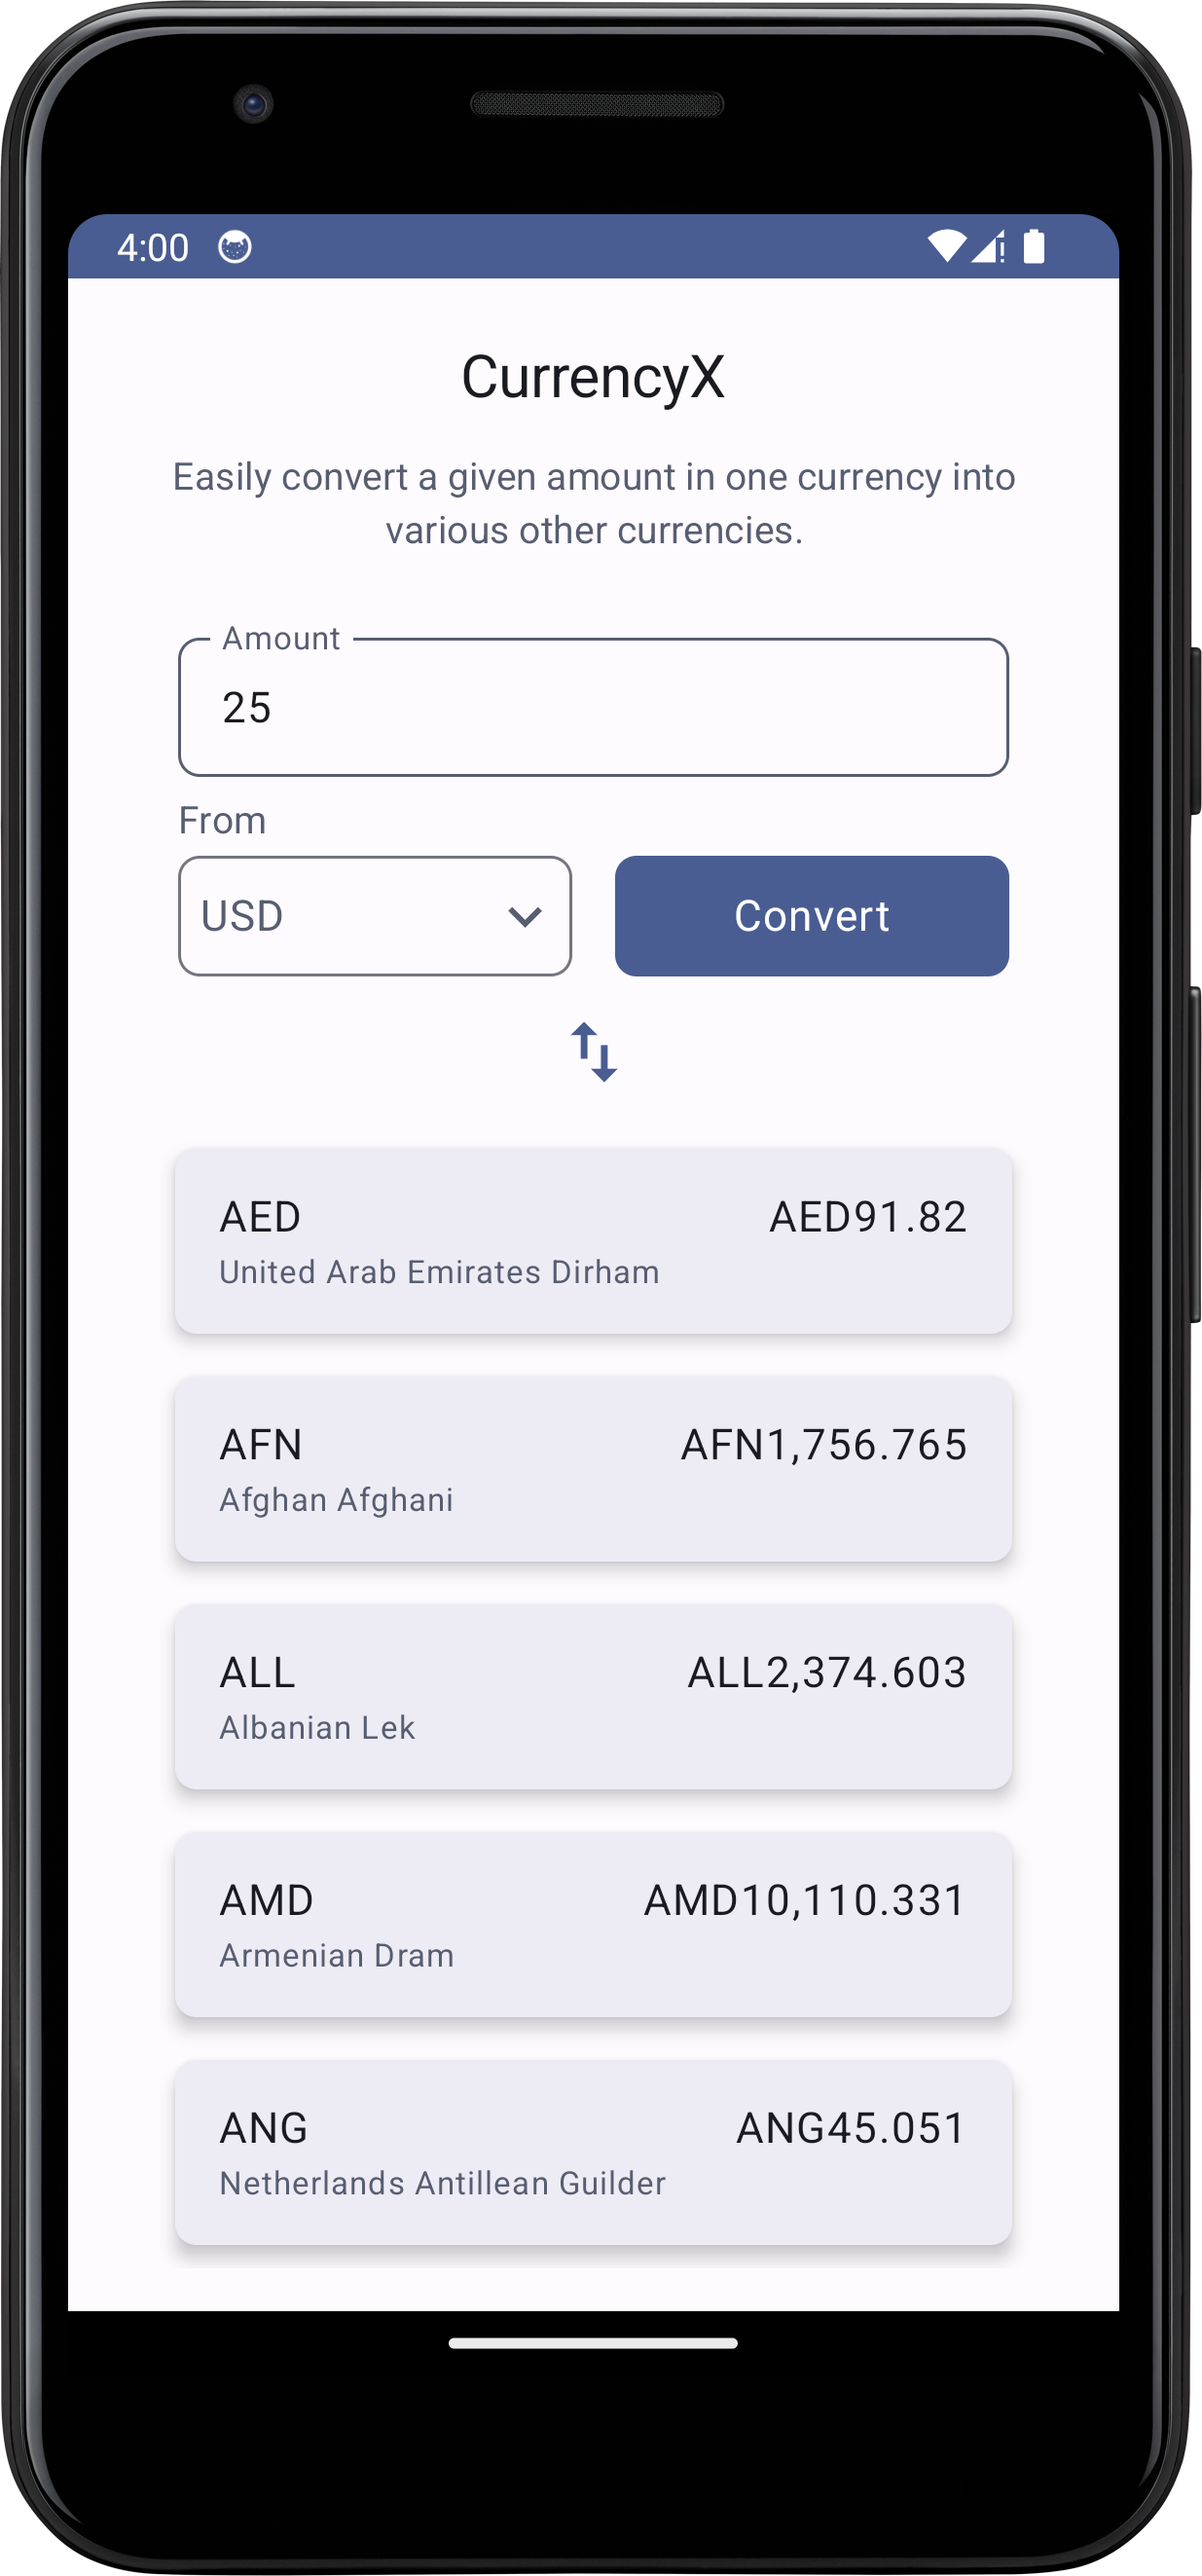 4:00
CurrencyX
Easily convert a given amount in one currency into
various other currencies.
Amount
25
From
USD
Convert
AED AED91.82
United Arab Emirates Dirham
AFN AFN1,756.765
Afghan Afghani
ALL ALL2,374.603
Albanian Lek
AMD AMD10,110.331
Armenian Dram
ANG ANG45.051
Netherlands Antillean Guilder